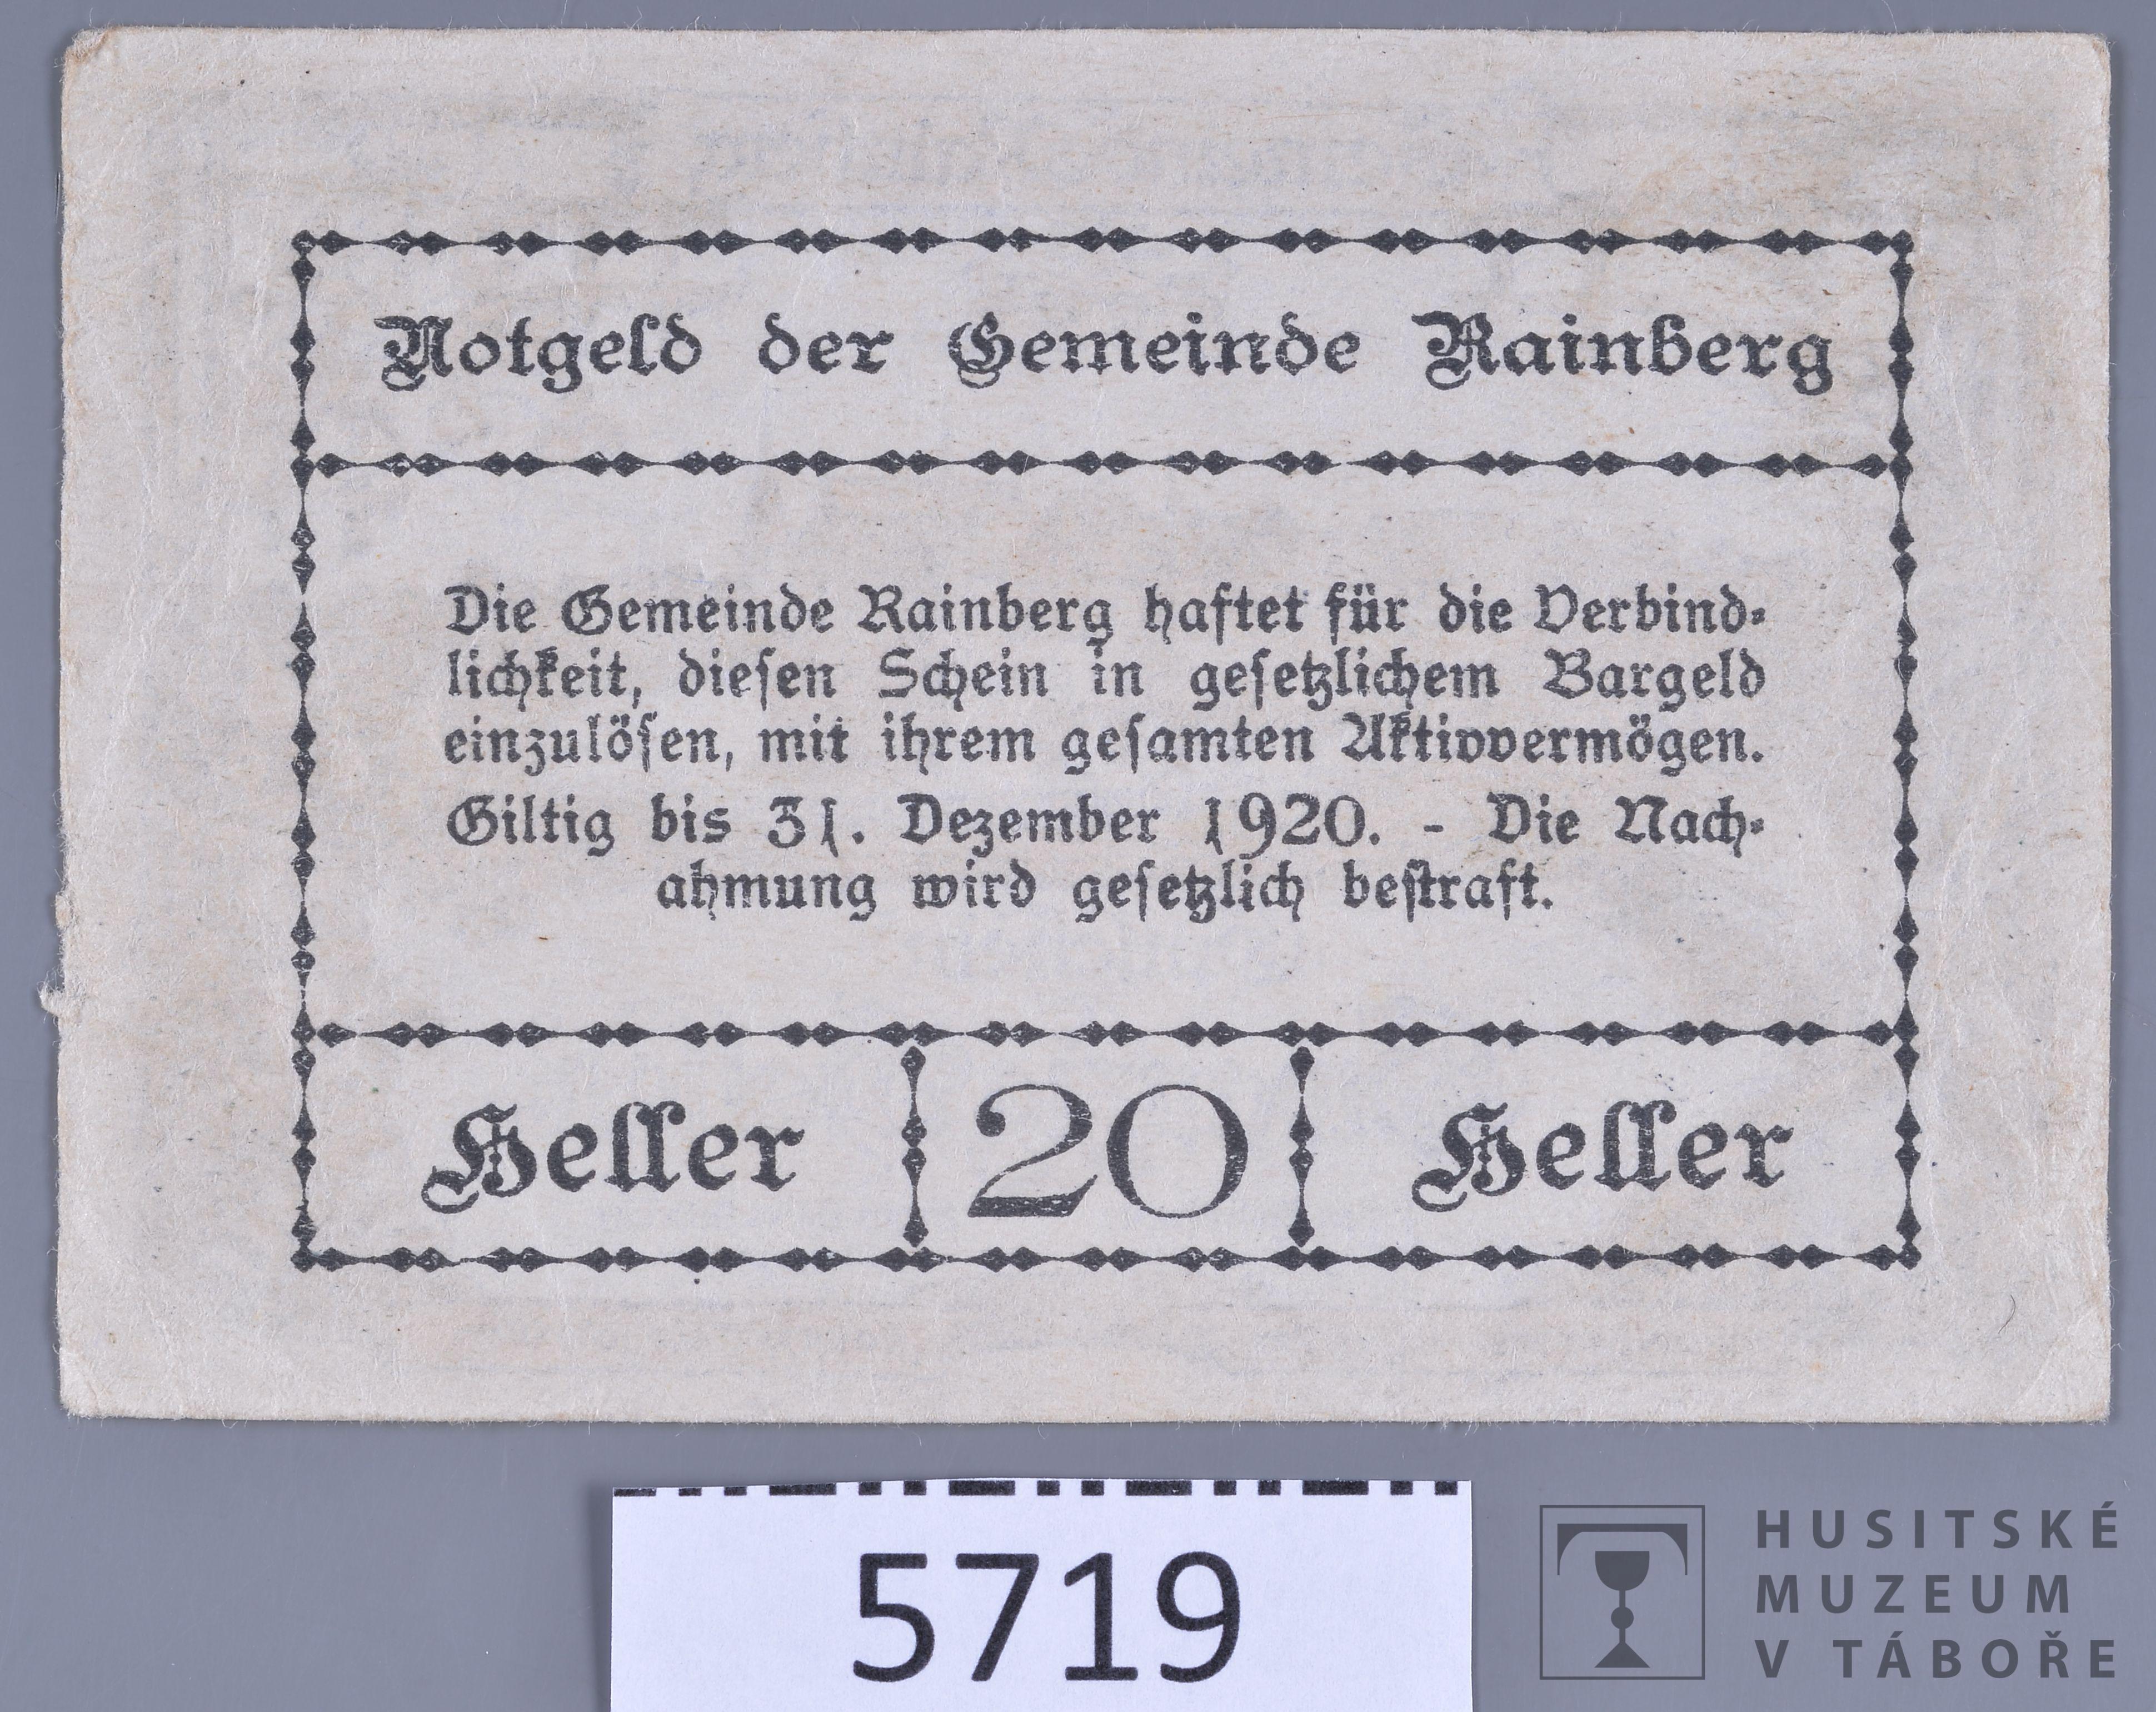 Notgeld der Gemeinde Rainberg
Die Gemeinde Rainberg haftet für die Verbind-
lichkeit, diesen Schein in gesetzlichem Bargeld
einzulösen, mit ihrem gesamten Aktivvermögen.
Giltig bis 31. Dezember 1920. - Die Nach-
ahmung wird gesetzlich bestraft.
Heller 20 Heller
5719
HUSITSKÉ
MUZEUM
V TÁBOŘE